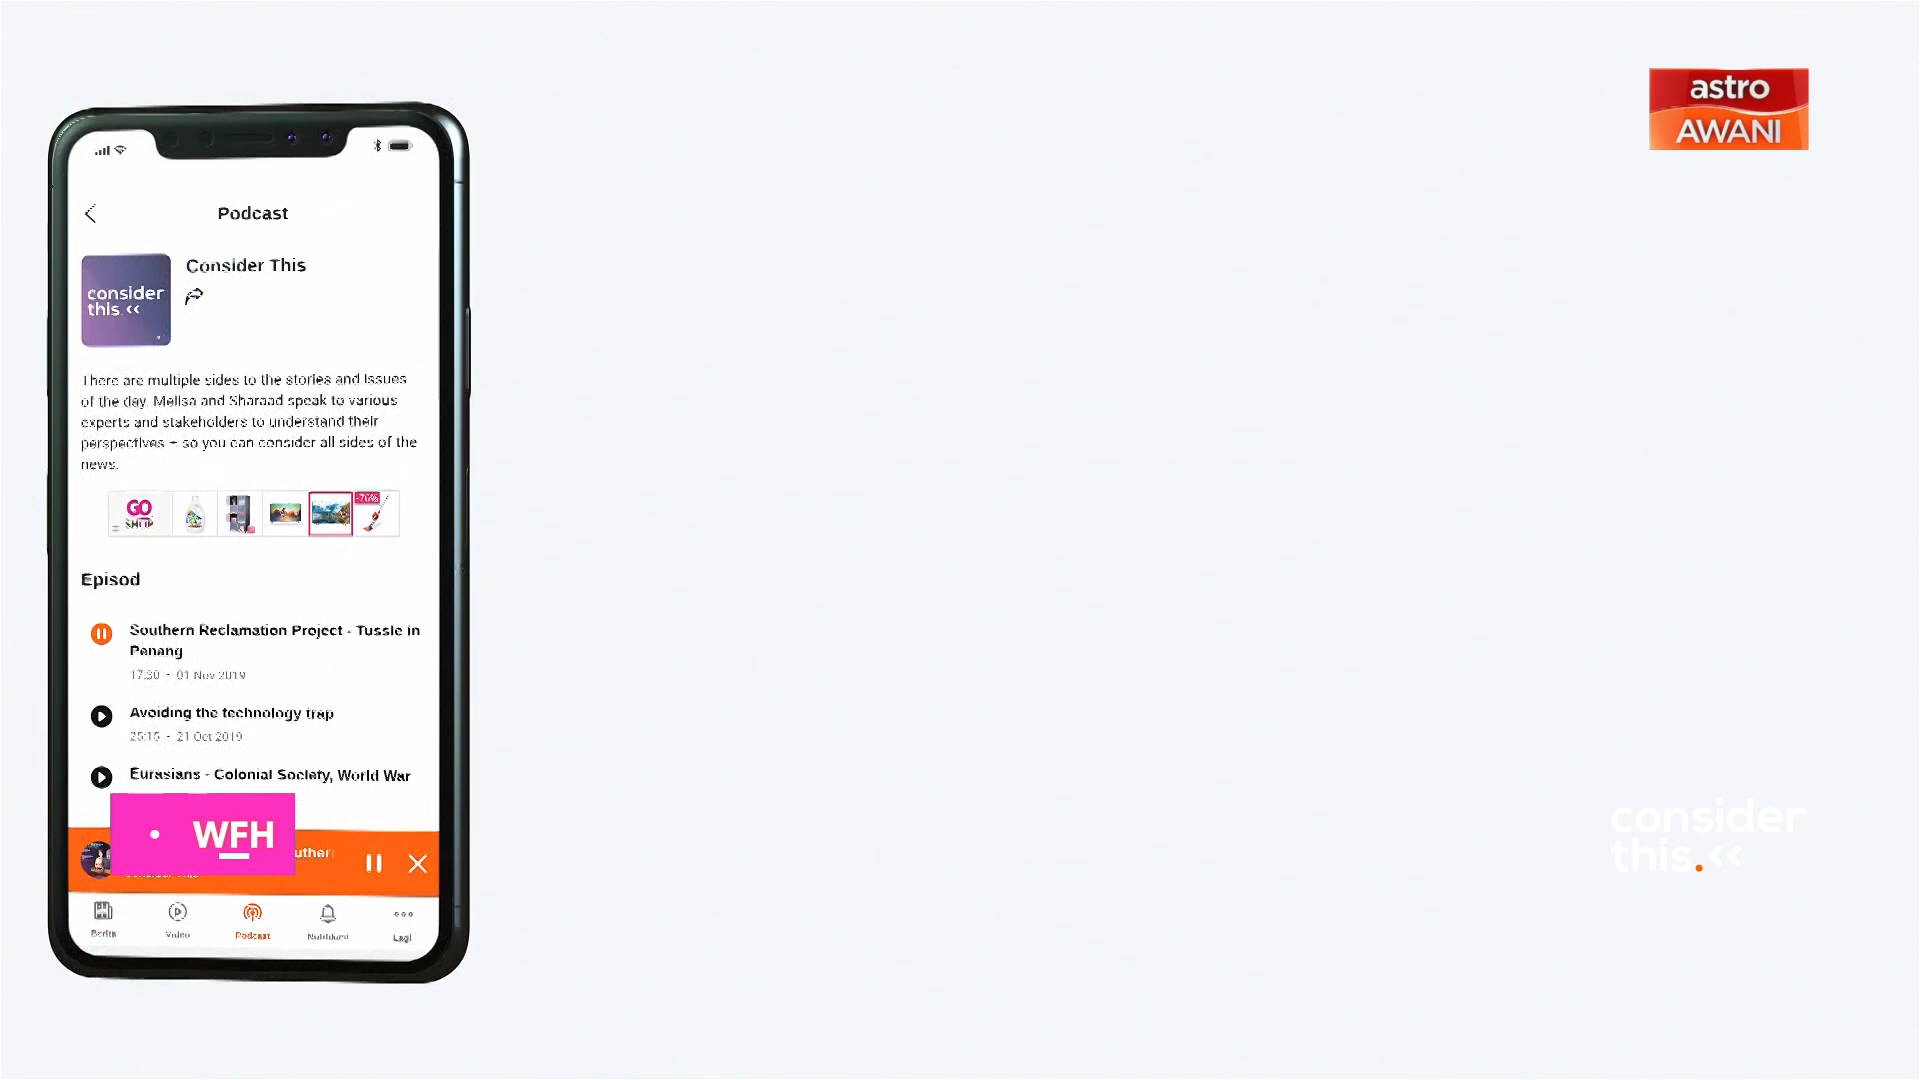 astro
AWANI
Podcast
consider
this
Consider This
There are multiple sides to the stories and issues
of the day. Melisa and Sharaad speak to various
experts and stakeholders to understand their
perspectives - so you can consider all sides of the
news.
GO
SHOP
-70%
Episod
Southern Reclamation Project - Tussle in
Penang
17:30 - 01 Nov 2019
Avoiding the technology trap
25:15 - 21 Oct 2019
Eurasians - Colonial Society, World War
WFH
consider
this.
Berita
Video
Podcast
Notifikasi
Lagi